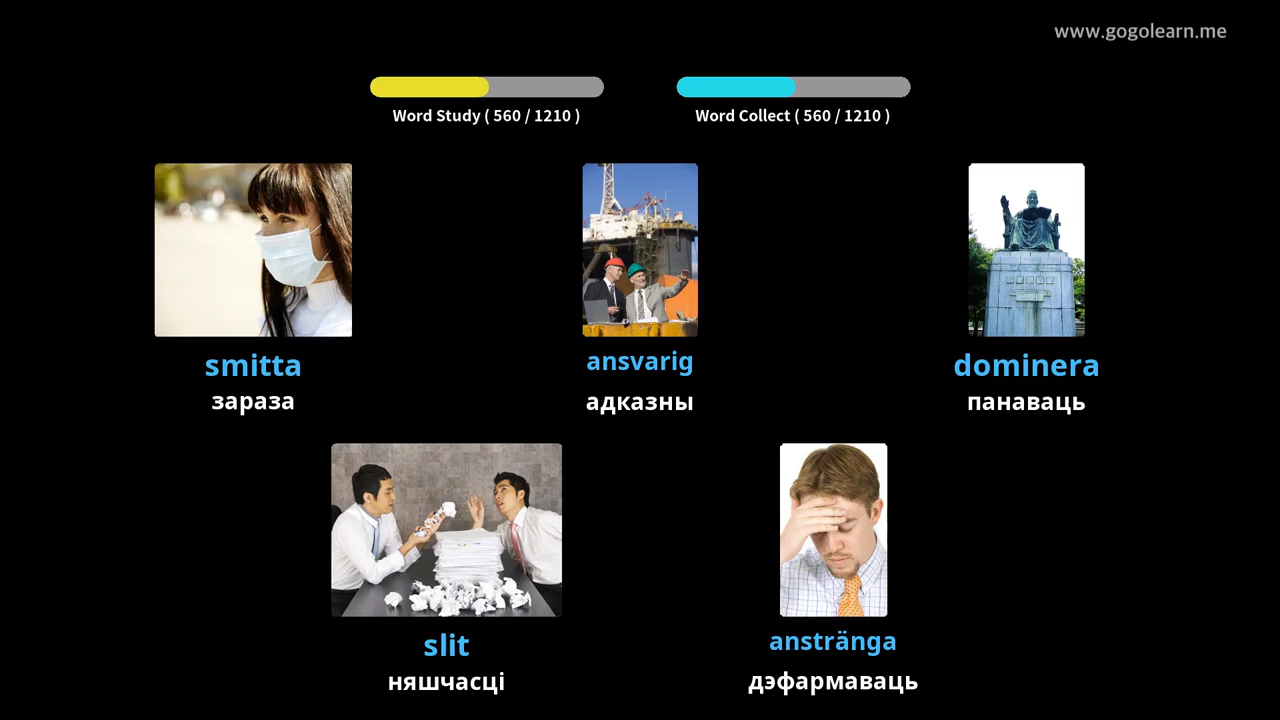 www.gogolearn.me
Word Study ( 560 / 1210 )
Word Collect ( 560 / 1210 )
smitta
зараза
ansvarig
адказны
dominera
панаваць
slit
няшчасці
anstränga
дэфармаваць